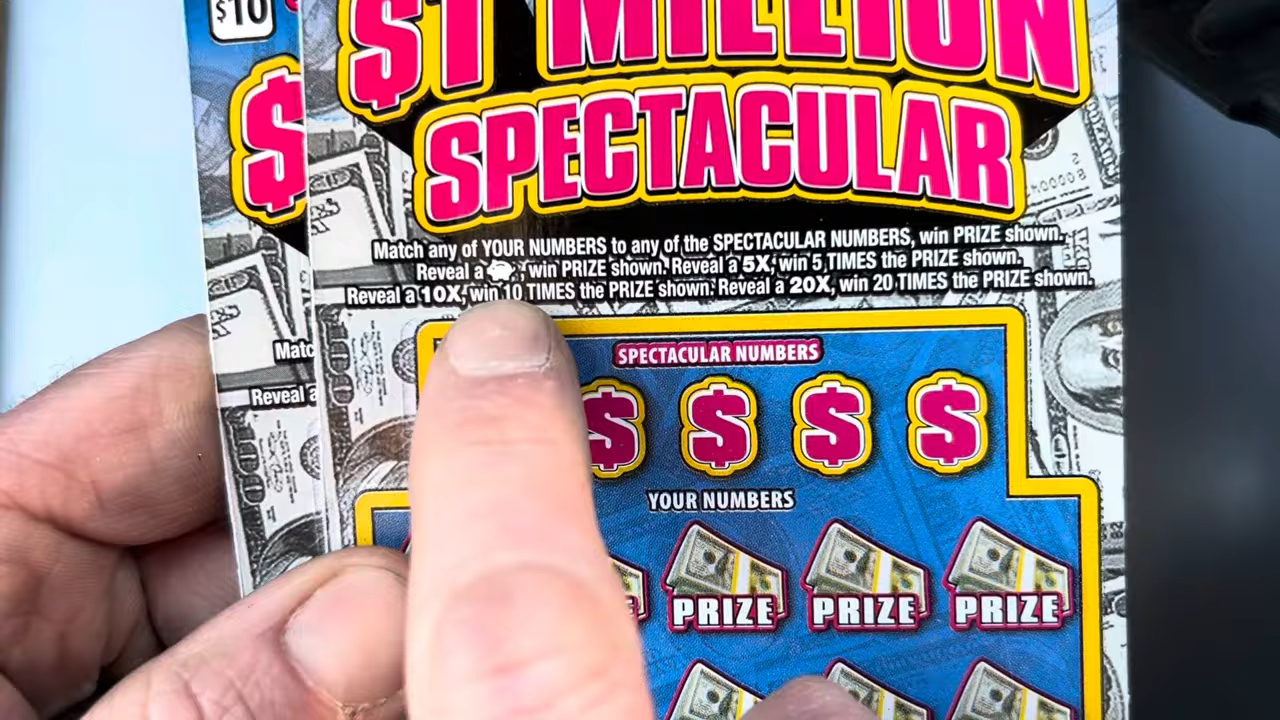 $10
$
$1 MILLION
SPECTACULAR
Match any of YOUR NUMBERS to any of the SPECTACULAR NUMBERS, win PRIZE shown.
Reveal a , win PRIZE shown. Reveal a 5X, win 5 TIMES the PRIZE shown.
Reveal a 10X, win 10 TIMES the PRIZE shown. Reveal a 20X, win 20 TIMES the PRIZE shown.
Matc
Reveal a
SPECTACULAR NUMBERS
$ $ $ $
YOUR NUMBERS
PRIZE PRIZE PRIZE